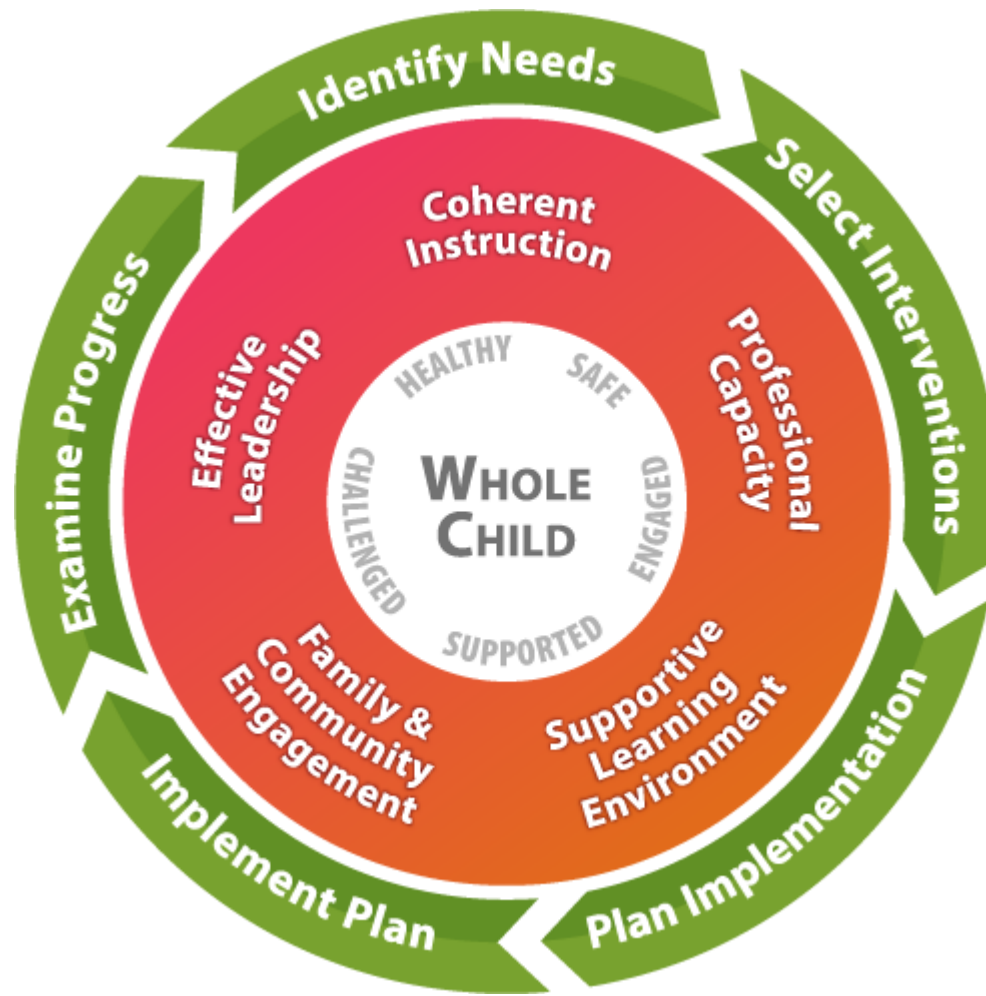 Identify Needs
Select Interventions
Plan Implementation
Implement Plan
Examine Progress
Coherent
Instruction
Professional
Capacity
Supportive
Learning
Environment
Family &
Community
Engagement
Effective
Leadership
HEALTHY
SAFE
ENGAGED
SUPPORTED
CHALLENGED
WHOLE
CHILD